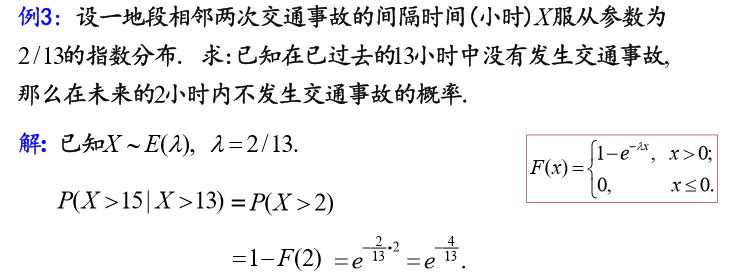 例3：设一地段相邻两次交通事故的间隔时间(小时)X服从参数为
2/13的指数分布. 求:已知在已过去的13小时中没有发生交通事故,
那么在未来的2小时内不发生交通事故的概率.
解: 已知X ~ E(λ), λ = 2/13.
F(x) = {1−e^{−λx}, x > 0;
0, x ≤ 0.
P(X >15 | X >13) = P(X > 2)
=1−F(2) = e^{−\frac{2}{13}•2} = e^{−\frac{4}{13}}.